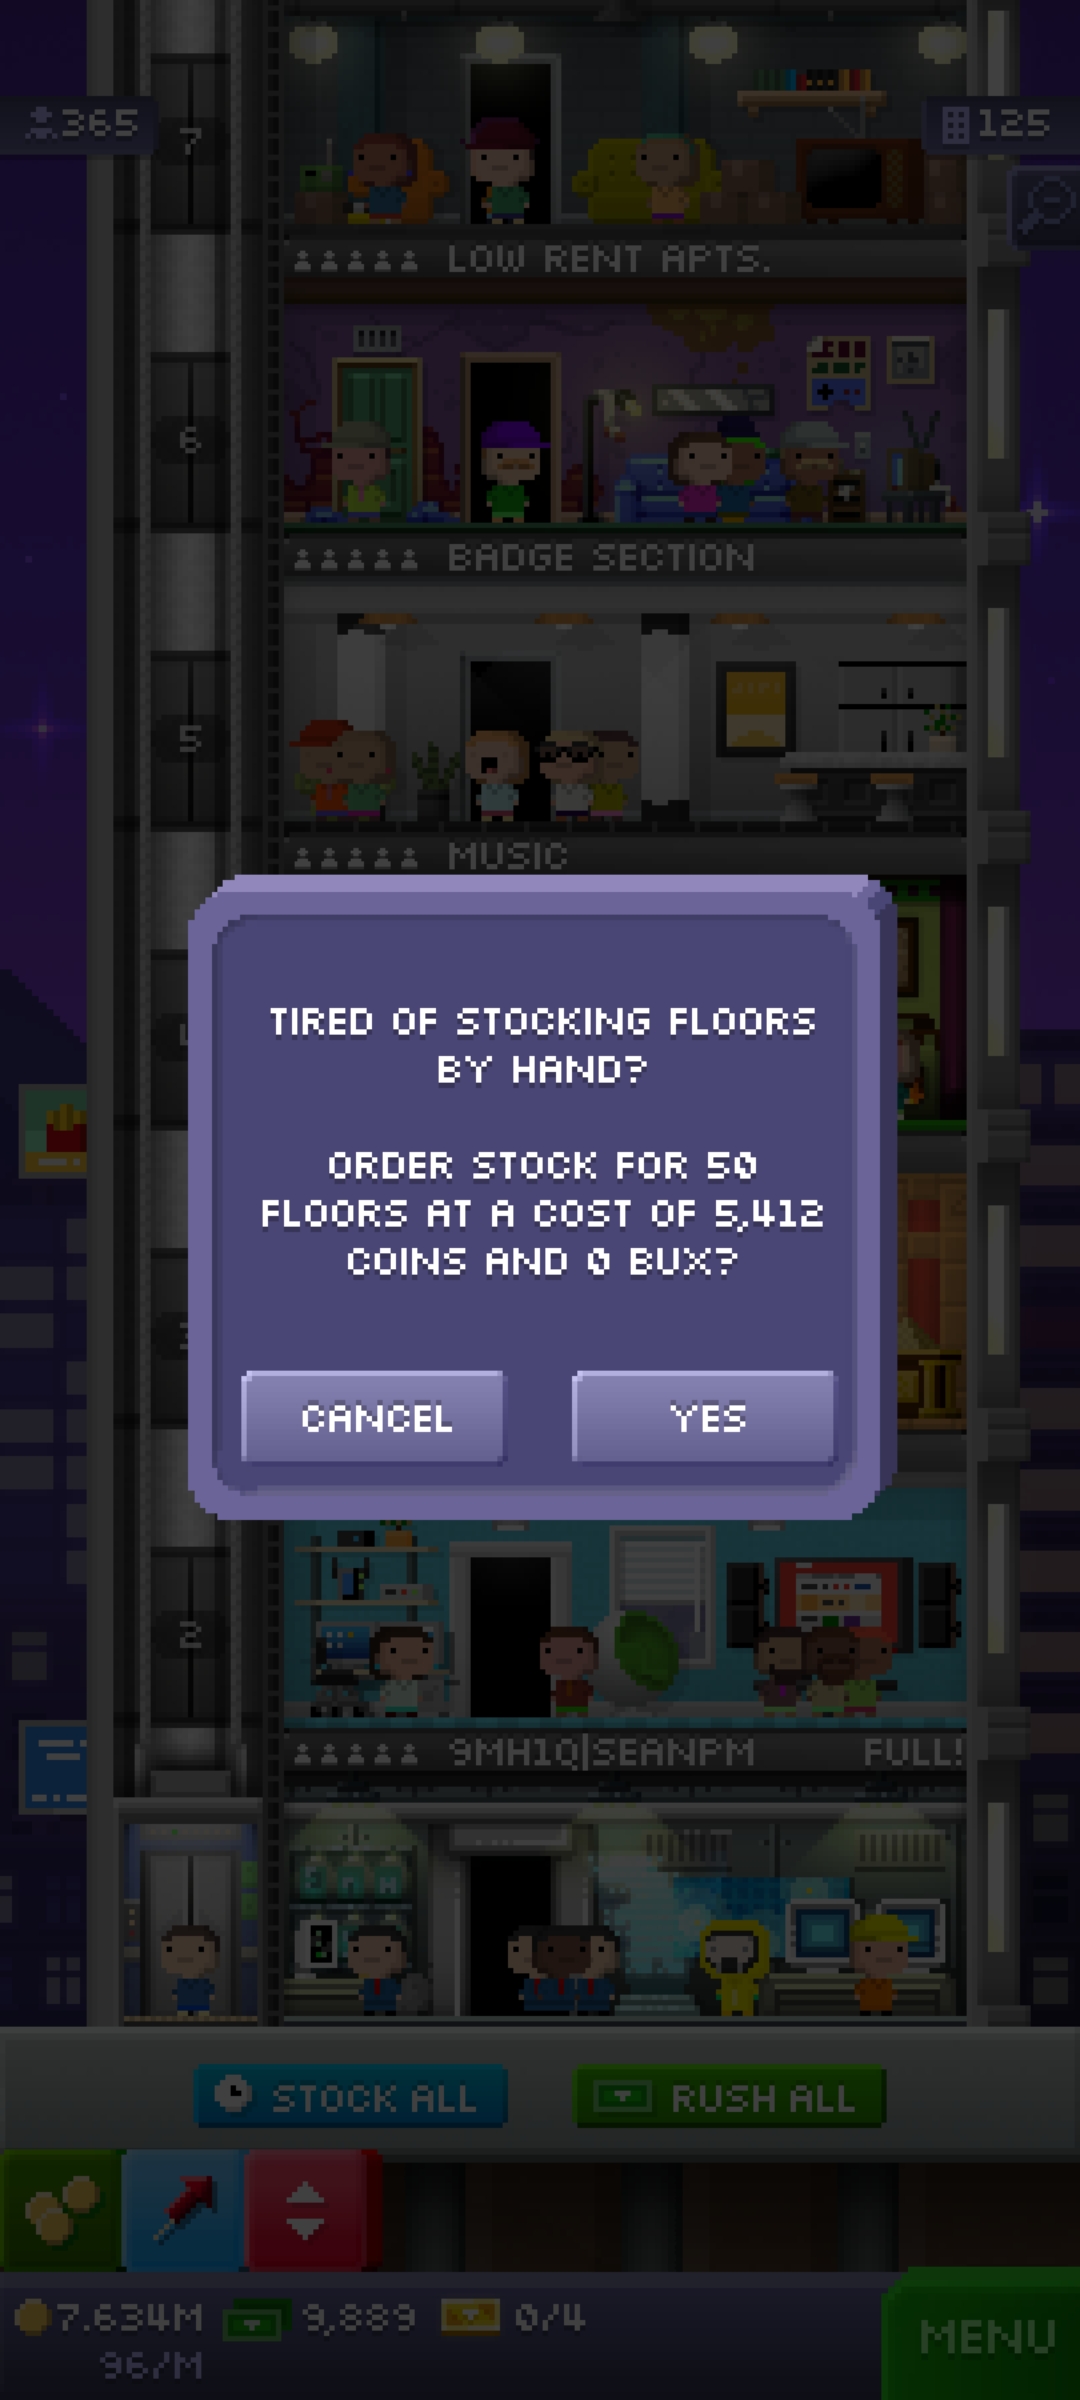 365
125
7
LOW RENT APTS.
6
BADGE SECTION
5
MUSIC
TIRED OF STOCKING FLOORS
BY HAND?
ORDER STOCK FOR 50
FLOORS AT A COST OF 5,412
COINS AND 0 BUX?
CANCEL
YES
2
9MH1Q|SEANPM
FULL!
STOCK ALL
RUSH ALL
7.634M
9,889
0/4
96/M
MENU